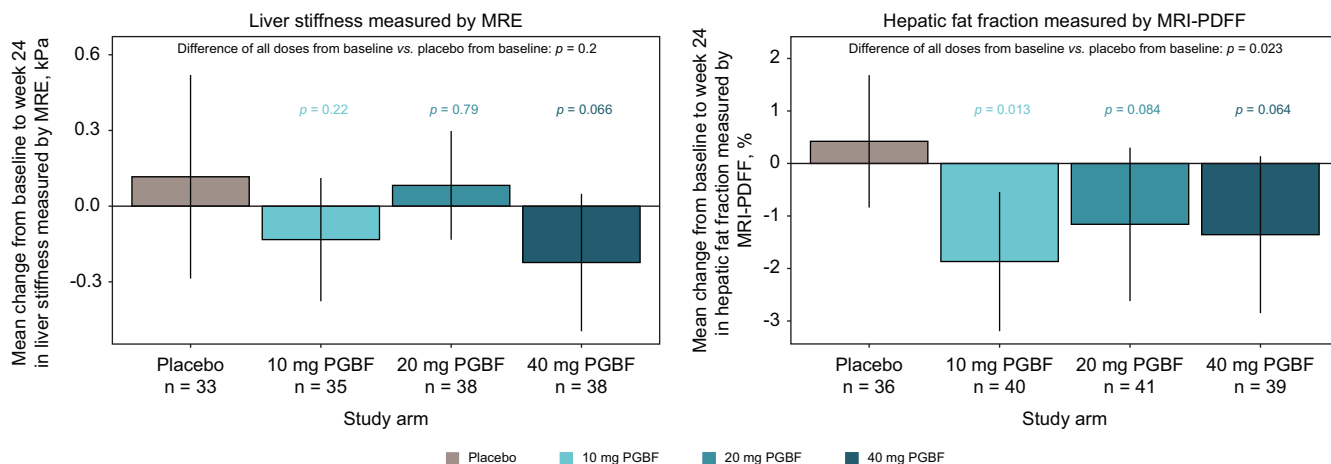 Liver stiffness measured by MRE
Mean change from baseline to week 24
in liver stiffness measured by MRE, kPa
0.6
0.3
0.0
-0.3
Difference of all doses from baseline vs. placebo from baseline: p = 0.2
p = 0.22
p = 0.79
p = 0.066
Placebo
n = 33
10 mg PGBF
n = 35
20 mg PGBF
n = 38
40 mg PGBF
n = 38
Study arm
Hepatic fat fraction measured by MRI-PDFF
Mean change from baseline to week 24
in hepatic fat fraction measured by
MRI-PDFF, %
2
1
0
-1
-2
-3
Difference of all doses from baseline vs. placebo from baseline: p = 0.023
p = 0.013
p = 0.084
p = 0.064
Placebo
n = 36
10 mg PGBF
n = 40
20 mg PGBF
n = 41
40 mg PGBF
n = 39
Study arm
Placebo
10 mg PGBF
20 mg PGBF
40 mg PGBF